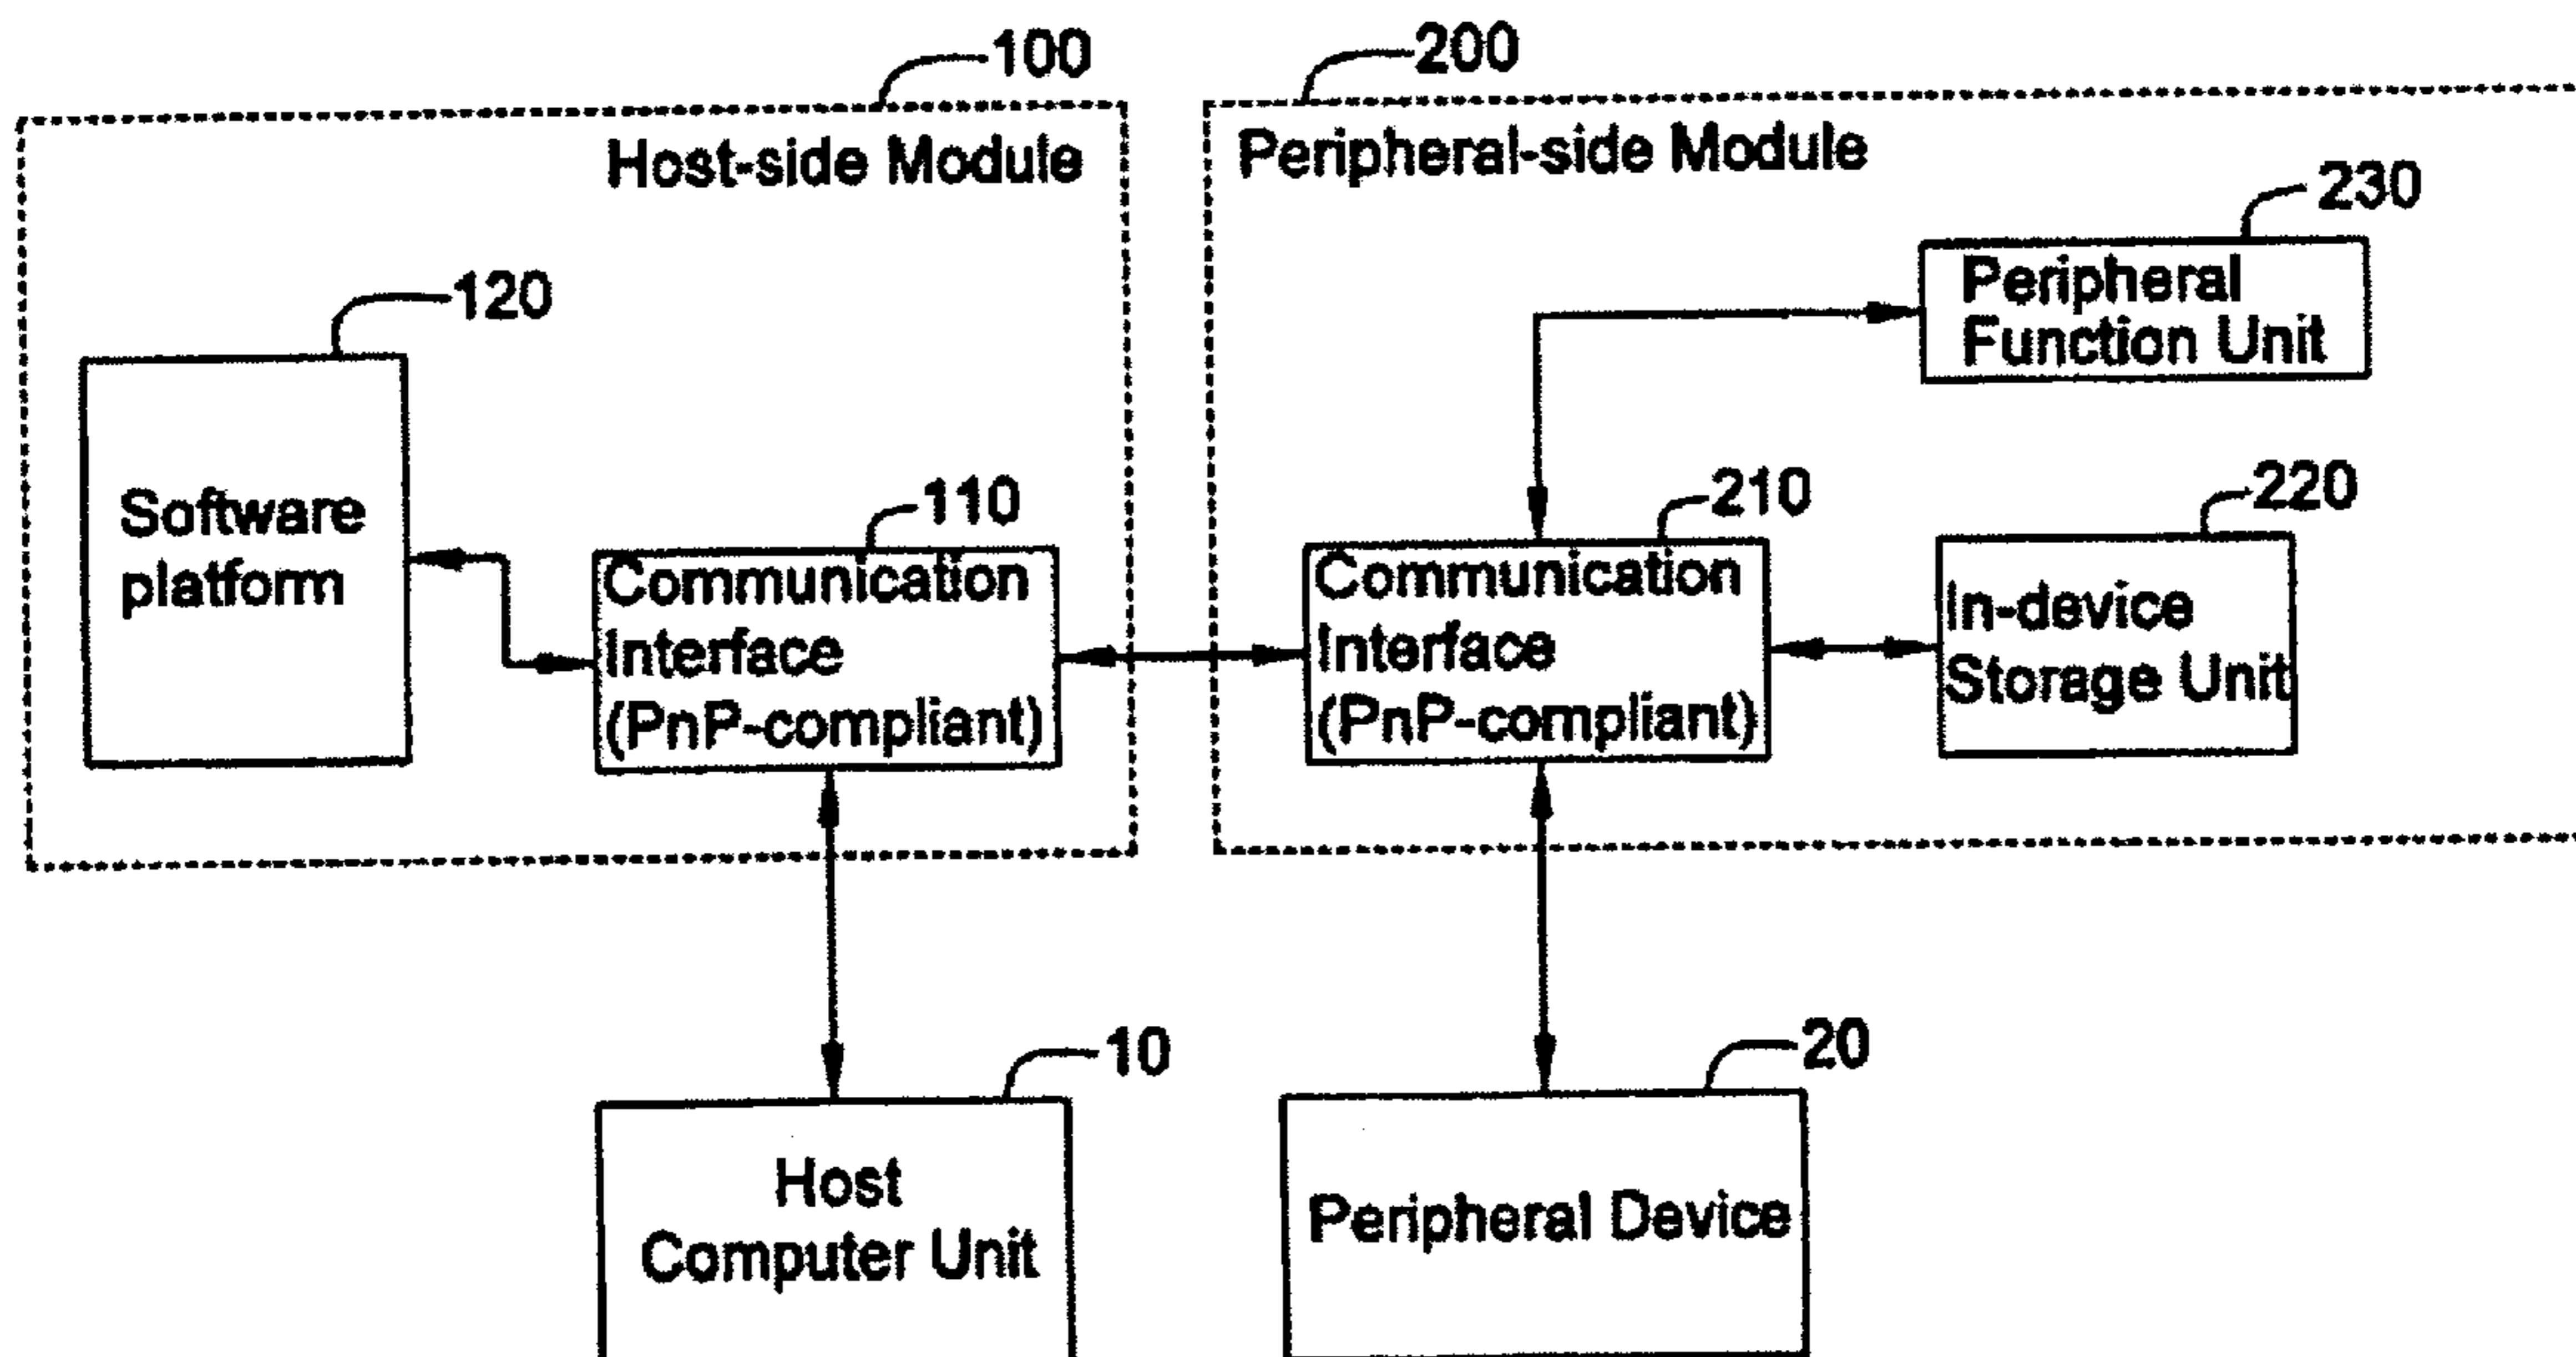 100
200
Host-side Module
Peripheral-side Module
230
Peripheral
Function Unit
120
Software
platform
110
Communication
Interface
(PnP-compliant)
210
Communication
Interface
(PnP-compliant)
220
In-device
Storage Unit
10
Host
Computer Unit
20
Peripheral Device